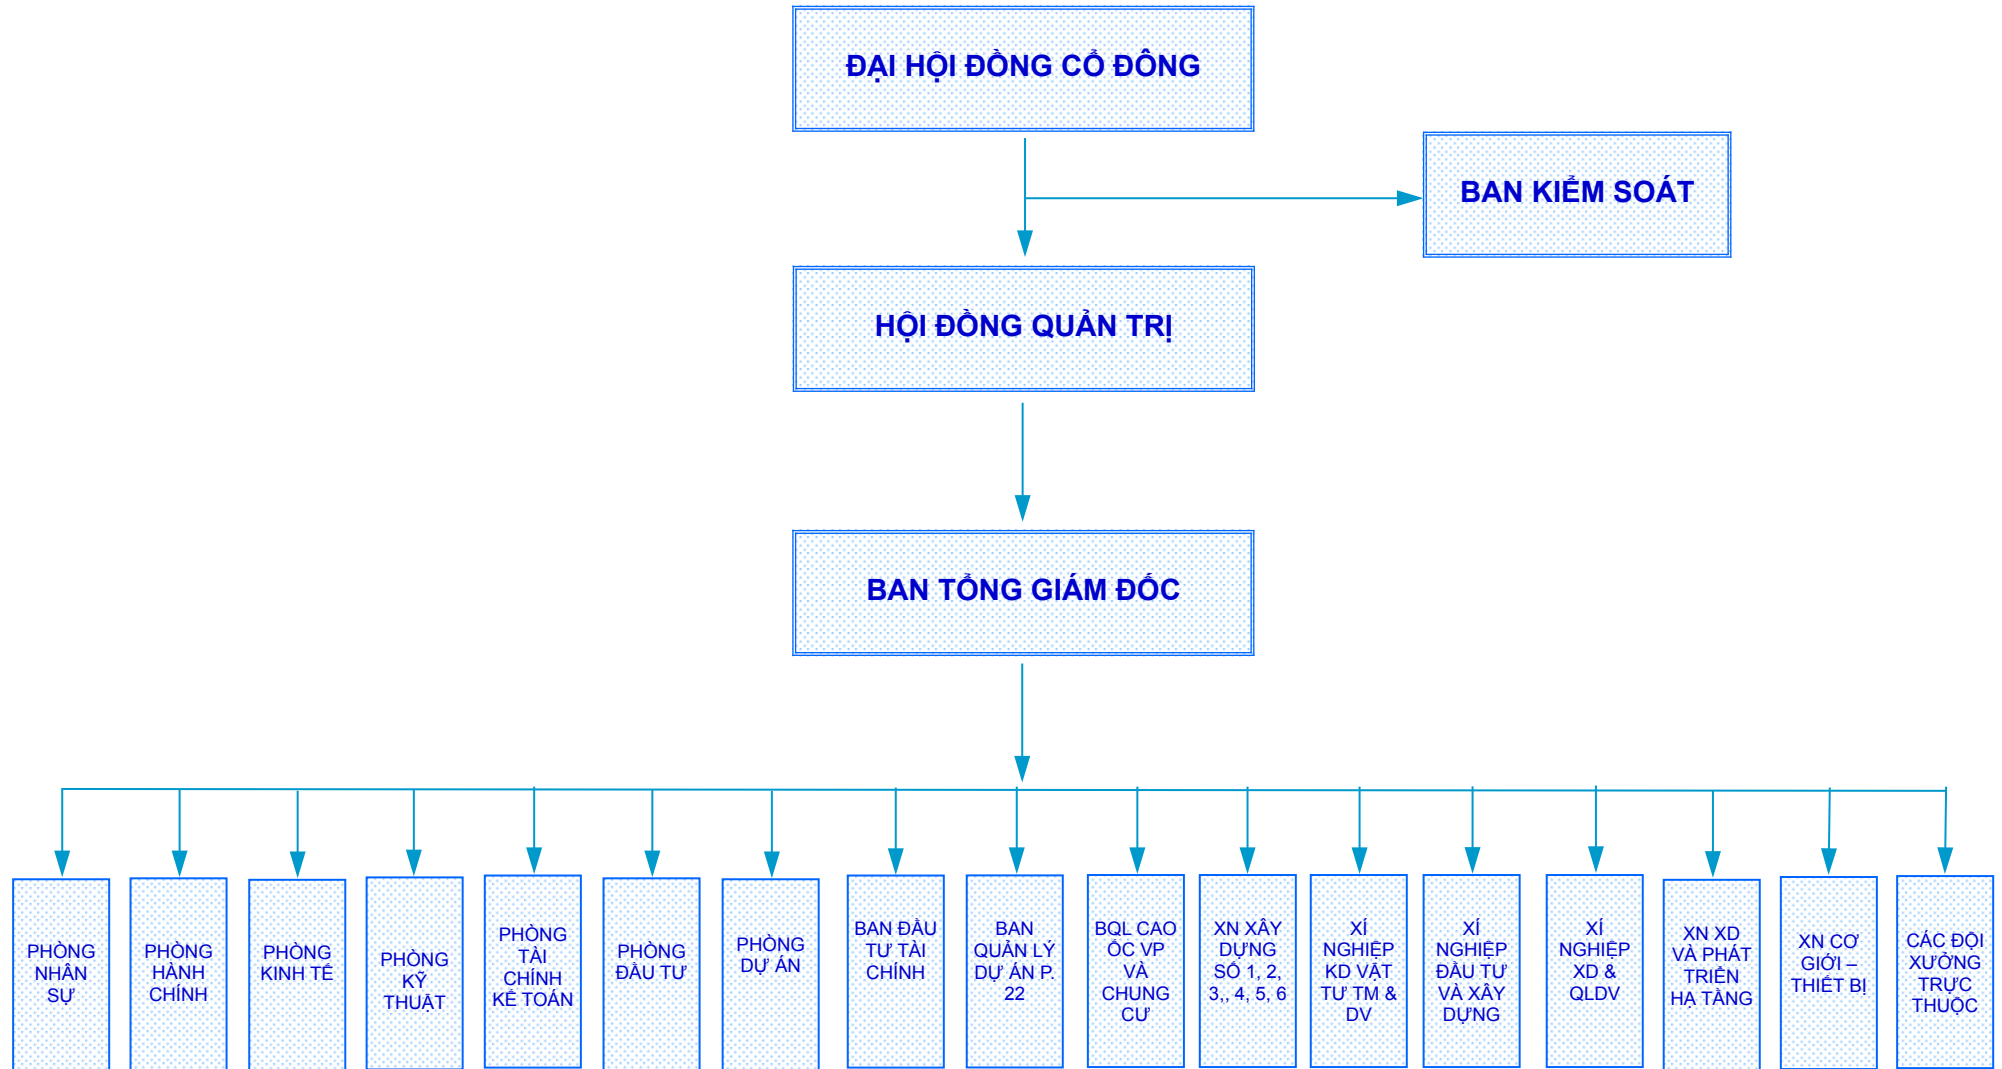 ĐẠI HỘI ĐỒNG CỔ ĐÔNG
BAN KIỂM SOÁT
HỘI ĐỒNG QUẢN TRỊ
BAN TỔNG GIÁM ĐỐC
PHÒNG
NHÂN
SỰ
PHÒNG
HÀNH
CHÍNH
PHÒNG
KINH TẾ
PHÒNG
KỸ
THUẬT
PHÒNG
TÀI
CHÍNH
KẾ TOÁN
PHÒNG
ĐẦU TƯ
PHÒNG
DỰ ÁN
BAN ĐẦU
TƯ TÀI
CHÍNH
BAN
QUẢN LÝ
DỰ ÁN P.
22
BQL CAO
ỐC VP
VÀ
CHUNG
CƯ
XN XÂY
DỰNG
SỐ 1, 2,
3,, 4, 5, 6
XÍ
NGHIỆP
KD VẬT
TƯ TM &
DV
XÍ
NGHIỆP
ĐẦU TƯ
VÀ XÂY
DỰNG
XÍ
NGHIỆP
XD &
QLDV
XN XD
VÀ PHÁT
TRIỂN
HẠ TẦNG
XN CƠ
GIỚI –
THIẾT BỊ
CÁC ĐỘI
XƯỞNG
TRỰC
THUỘC